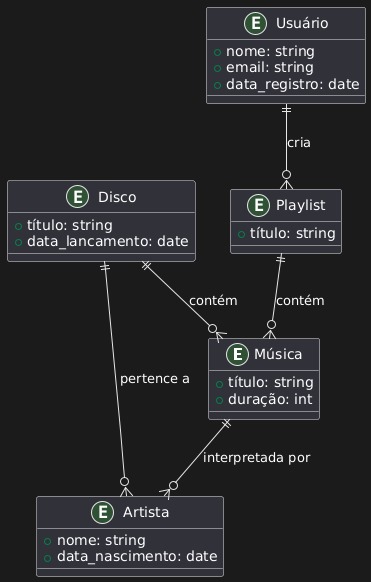 E Usuário
nome: string
email: string
data_registro: date
cria
E Disco
título: string
data_lancamento: date
E Playlist
título: string
contém
contém
E Música
título: string
duração: int
pertence a
interpretada por
E Artista
nome: string
data_nascimento: date